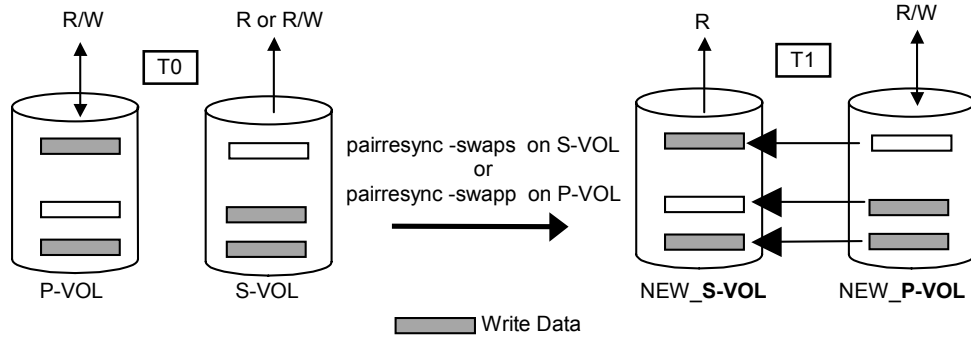 R/W
R or R/W
R
R/W
T0
T1
pairresync -swaps on S-VOL
or
pairresync -swapp on P-VOL
P-VOL
S-VOL
NEW_S-VOL
NEW_P-VOL
Write Data